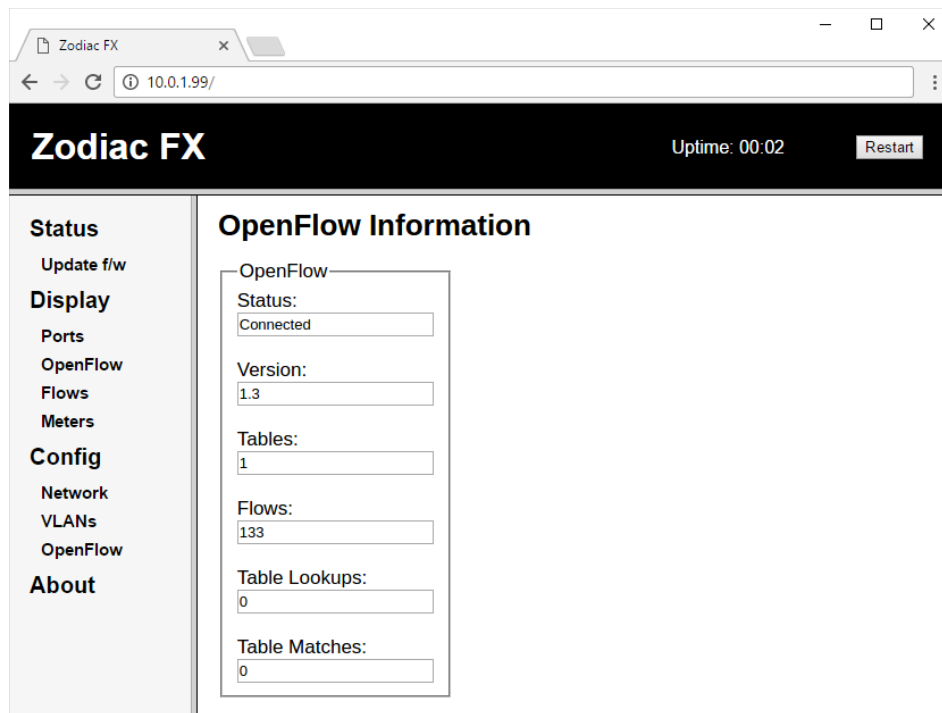 Zodiac FX
10.0.1.99/
Zodiac FX
Uptime: 00:02
Restart
Status
Update f/w
Display
Ports
OpenFlow
Flows
Meters
Config
Network
VLANs
OpenFlow
About
OpenFlow Information
OpenFlow
Status:
Connected
Version:
1.3
Tables:
1
Flows:
133
Table Lookups:
0
Table Matches:
0